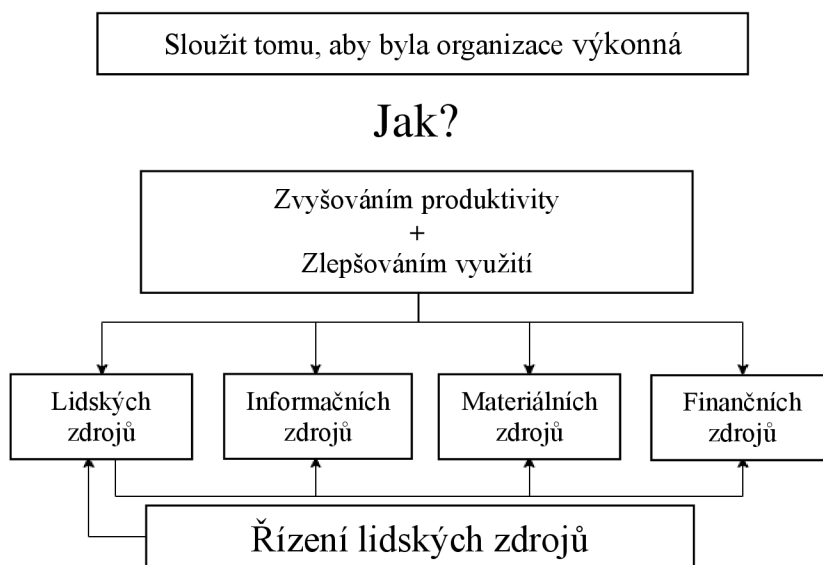 Sloužit tomu, aby byla organizace výkonná
Jak?
Zvyšováním produktivity
+
Zlepšováním využití
Lidských
zdrojů
Informačních
zdrojů
Materiálních
zdrojů
Finančních
zdrojů
Řízení lidských zdrojů